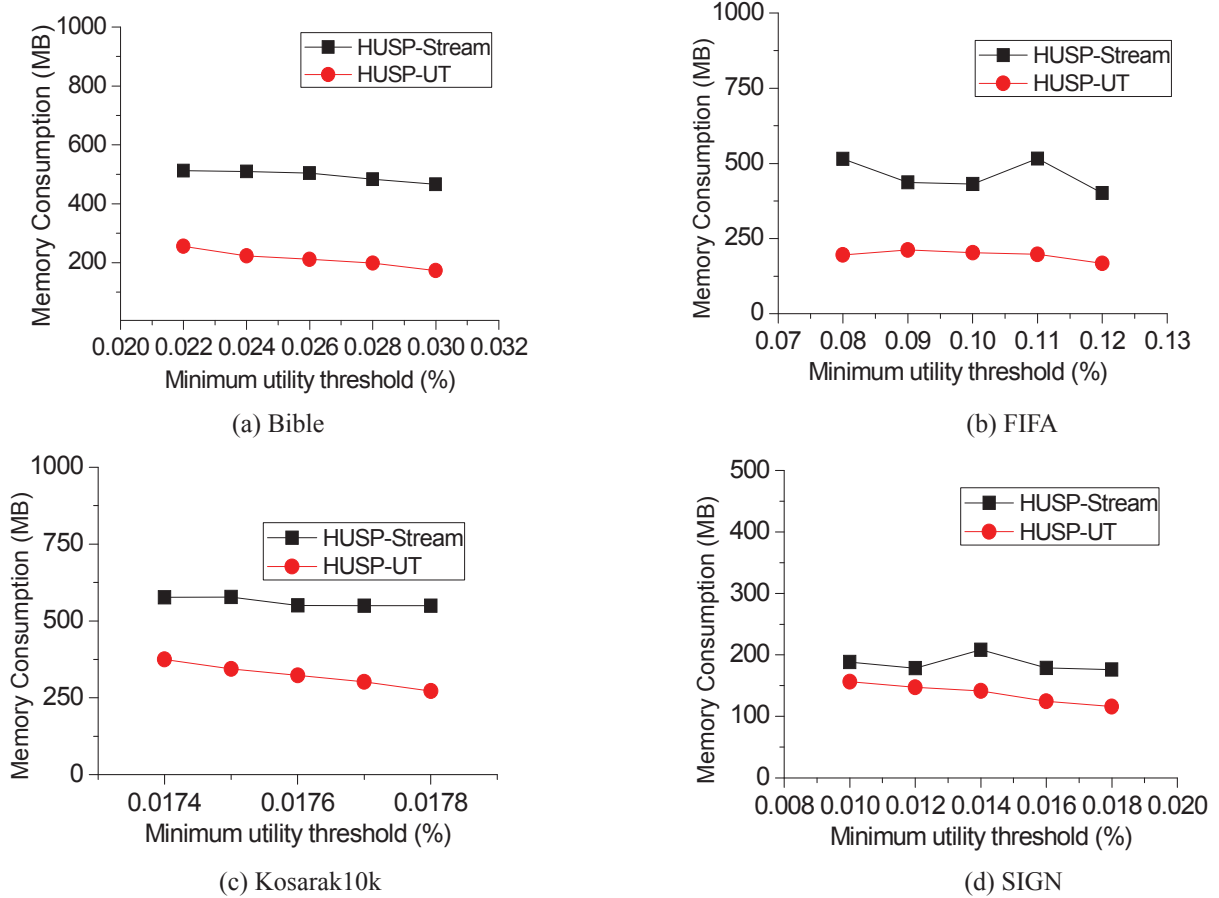 1000
800
600
400
200
Memory Consumption (MB)
HUSP-Stream
HUSP-UT
0.020 0.022 0.024 0.026 0.028 0.030 0.032
Minimum utility threshold (%)
(a) Bible
1000
750
500
250
0
Memory Consumption (MB)
HUSP-Stream
HUSP-UT
0.07 0.08 0.09 0.10 0.11 0.12 0.13
Minimum utility threshold (%)
(b) FIFA
1000
750
500
250
0
Memory Consumption (MB)
HUSP-Stream
HUSP-UT
0.0174 0.0176 0.0178
Minimum utility threshold (%)
(c) Kosarak10k
500
400
300
200
100
0
Memory Consumption (MB)
HUSP-Stream
HUSP-UT
0.008 0.010 0.012 0.014 0.016 0.018 0.020
Minimum utility threshold (%)
(d) SIGN